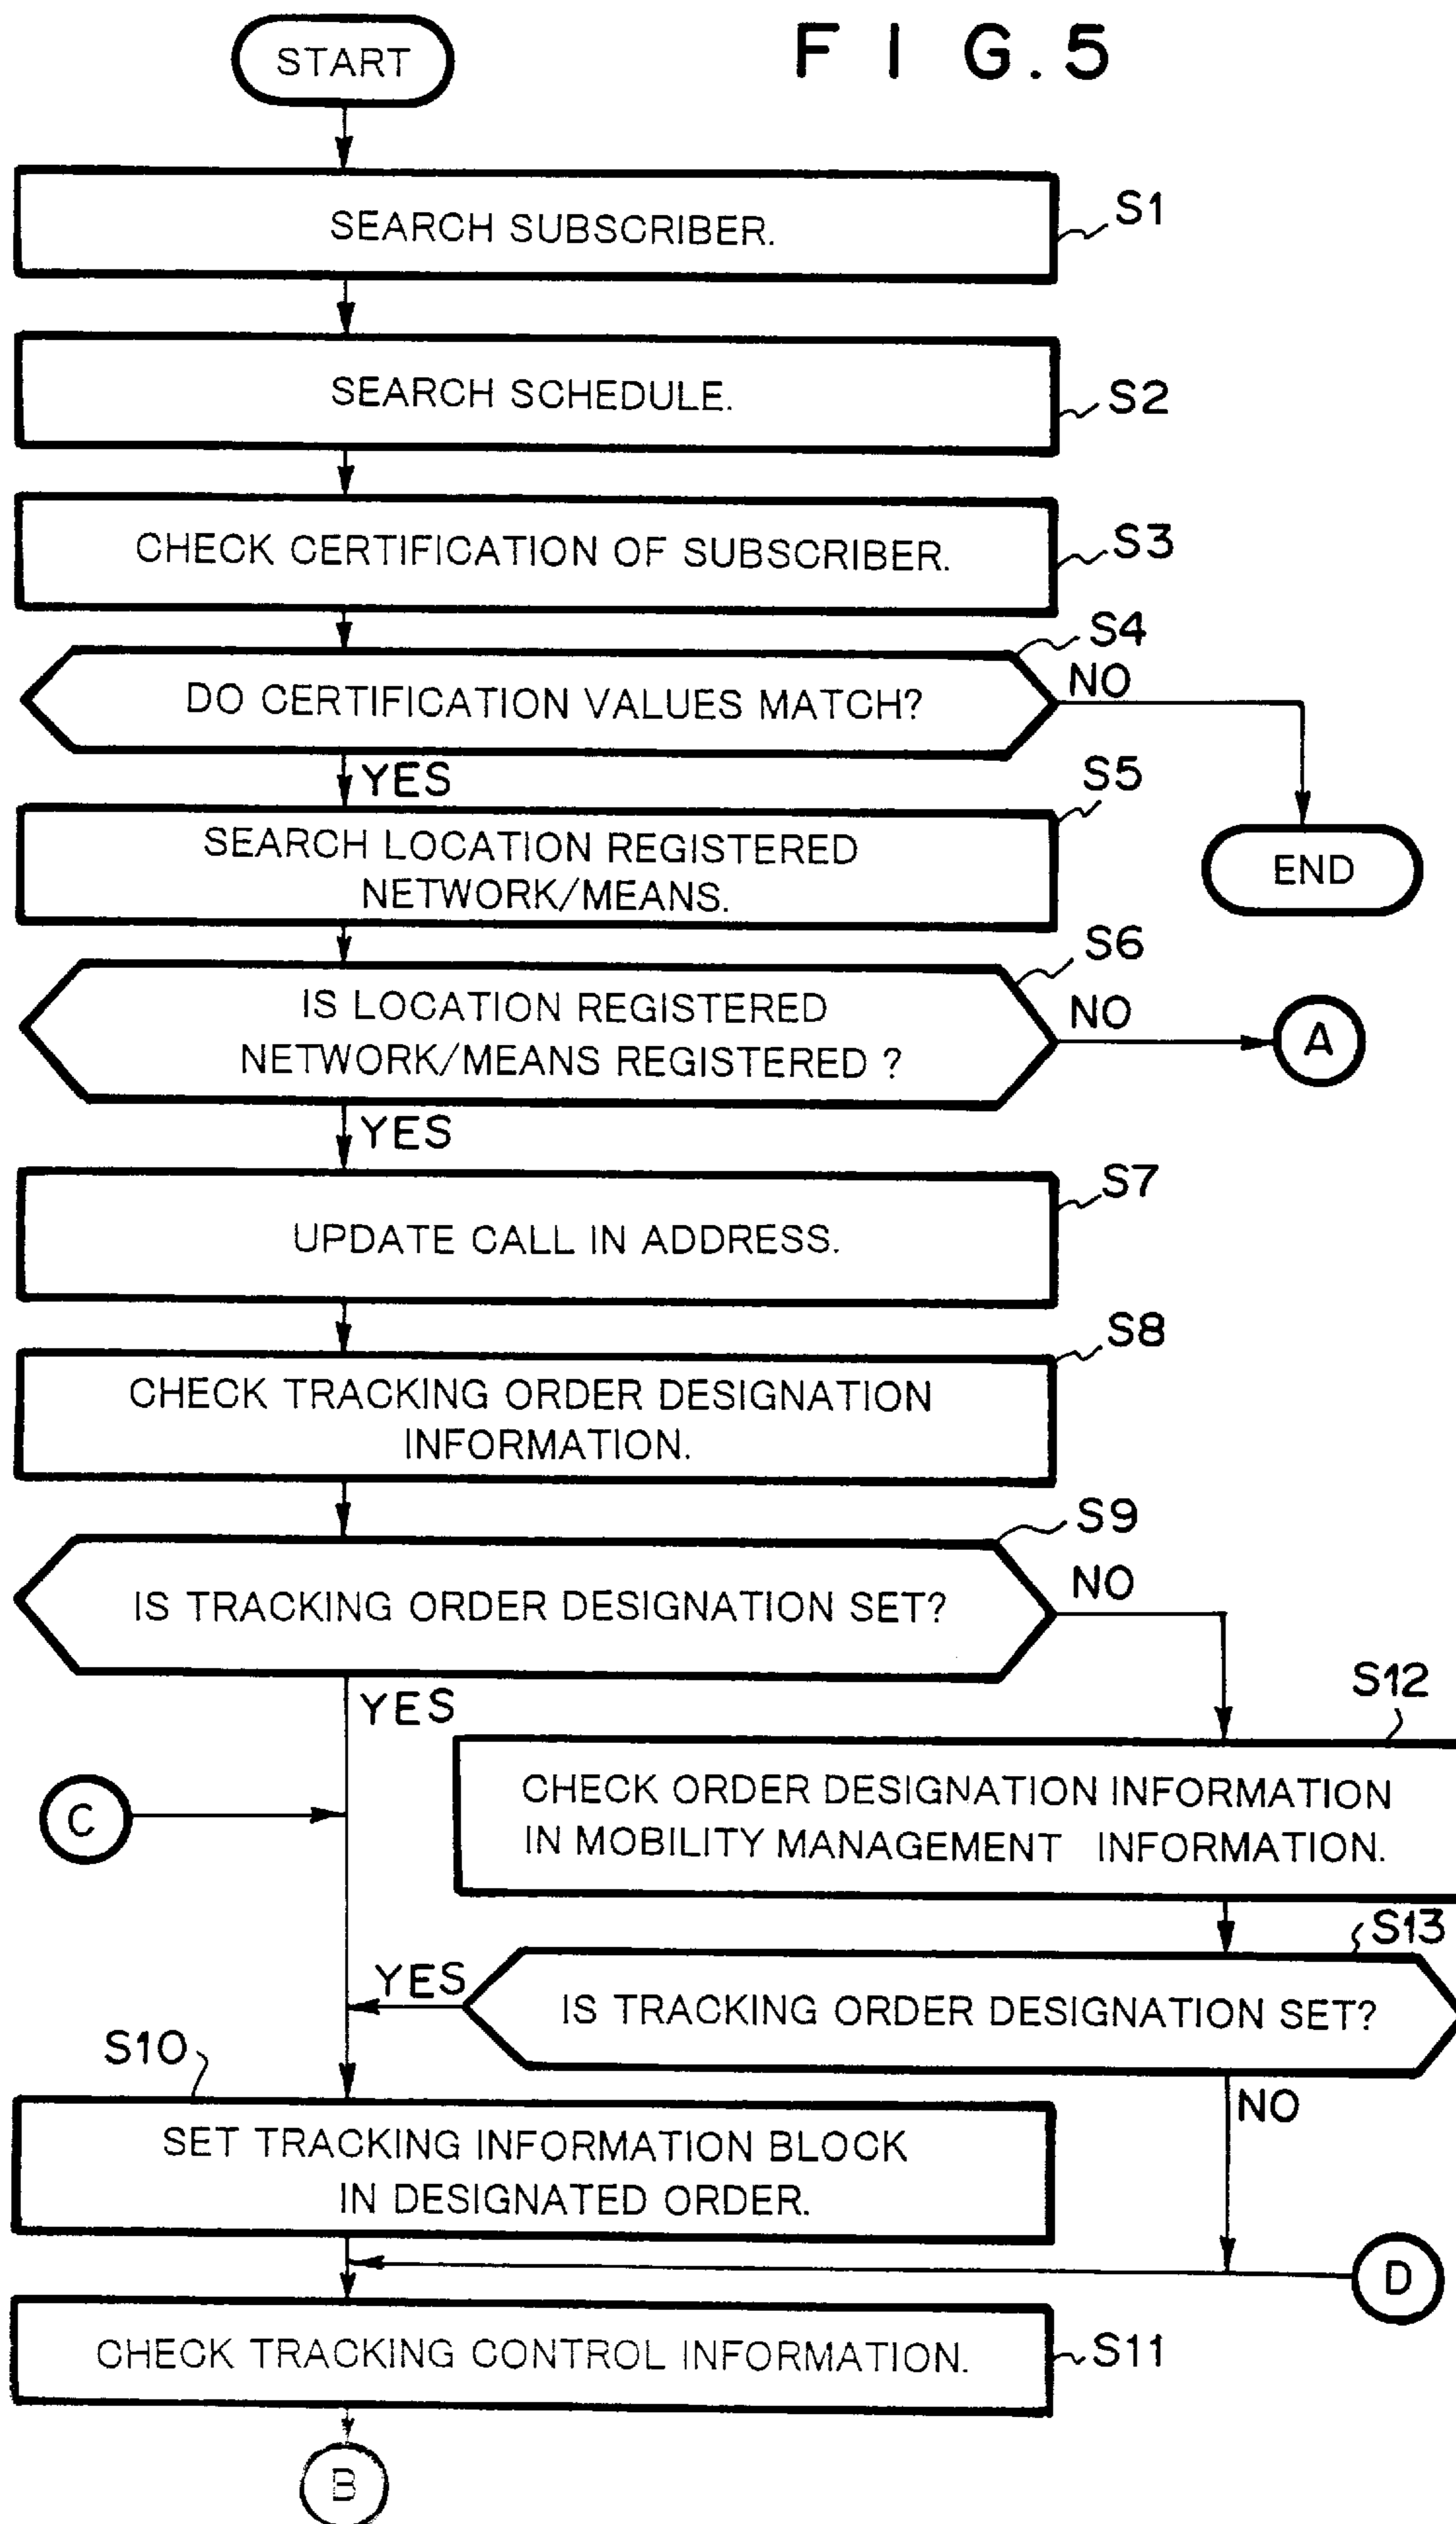 F I G. 5
START
SEARCH SUBSCRIBER.
S1
SEARCH SCHEDULE.
S2
CHECK CERTIFICATION OF SUBSCRIBER.
S3
S4
DO CERTIFICATION VALUES MATCH?
NO
YES
S5
SEARCH LOCATION REGISTERED
NETWORK/MEANS.
END
S6
IS LOCATION REGISTERED
NETWORK/MEANS REGISTERED ?
NO
A
YES
S7
UPDATE CALL IN ADDRESS.
S8
CHECK TRACKING ORDER DESIGNATION
INFORMATION.
S9
IS TRACKING ORDER DESIGNATION SET?
NO
YES
S12
CHECK ORDER DESIGNATION INFORMATION
IN MOBILITY MANAGEMENT INFORMATION.
C
S13
YES
IS TRACKING ORDER DESIGNATION SET?
S10
NO
SET TRACKING INFORMATION BLOCK
IN DESIGNATED ORDER.
D
CHECK TRACKING CONTROL INFORMATION.
S11
B